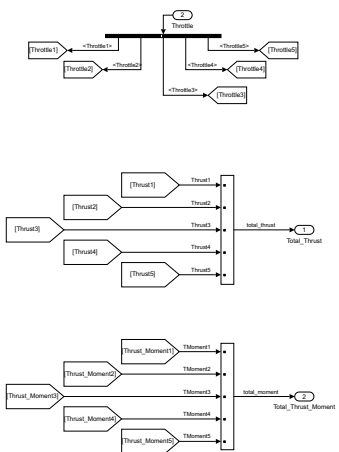 2
Throttle
<Throttle1> <Throttle5>
[Throttle1] [Throttle5]
<Throttle2> <Throttle4>
[Throttle2] [Throttle4]
<Throttle3>
[Throttle3]
Thrust1
[Thrust1]
Thrust2
[Thrust2]
Thrust3 total_thrust
[Thrust3] 1
Total_Thrust
Thrust4
[Thrust4]
Thrust5
[Thrust5]
TMoment1
[Thrust_Moment1]
TMoment2
[Thrust_Moment2]
TMoment3 total_moment
[Thrust_Moment3] 2
Total_Thrust_Moment
TMoment4
[Thrust_Moment4]
TMoment5
[Thrust_Moment5]